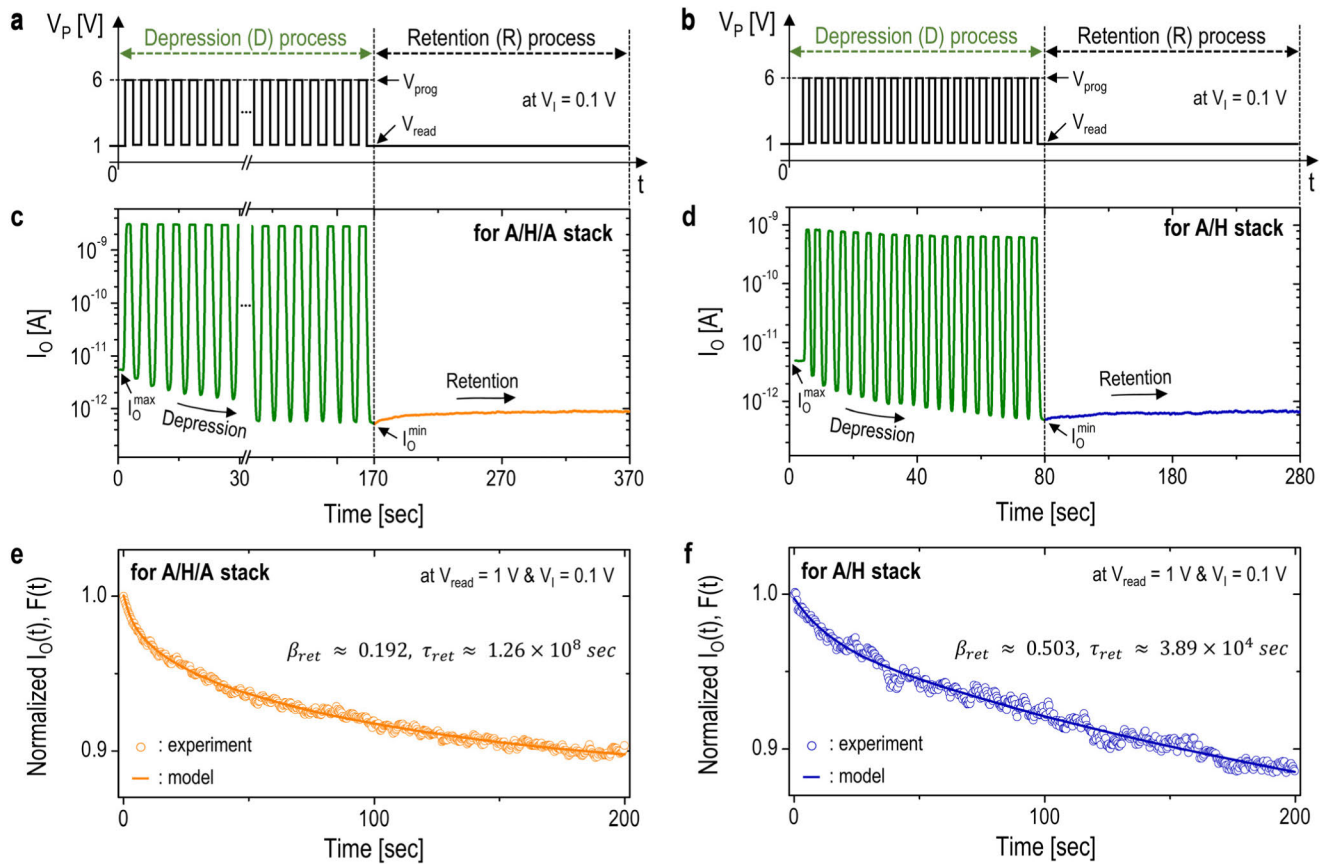 a
V_P [V]
Depression (D) process
Retention (R) process
6
V_prog
at V_I = 0.1 V
...
V_read
1
0
t
b
V_P [V]
Depression (D) process
Retention (R) process
6
V_prog
at V_I = 0.1 V
V_read
1
0
t
c
for A/H/A stack
10^-9
10^-10
10^-11
10^-12
I_O [A]
...
I_O^max
Depression
Retention
I_O^min
0 30 170 270 370
Time [sec]
d
for A/H stack
10^-9
10^-10
10^-11
10^-12
I_O [A]
I_O^max
Depression
Retention
I_O^min
0 40 80 180 280
Time [sec]
e
for A/H/A stack
at V_read = 1 V & V_I = 0.1 V
Normalized I_O(t), F(t)
1.0
β_ret ≈ 0.192, τ_ret ≈ 1.26 × 10^8 sec
0.9
: experiment
: model
0 100 200
Time [sec]
f
for A/H stack
at V_read = 1 V & V_I = 0.1 V
Normalized I_O(t), F(t)
1.0
β_ret ≈ 0.503, τ_ret ≈ 3.89 × 10^4 sec
0.9
: experiment
: model
0 100 200
Time [sec]